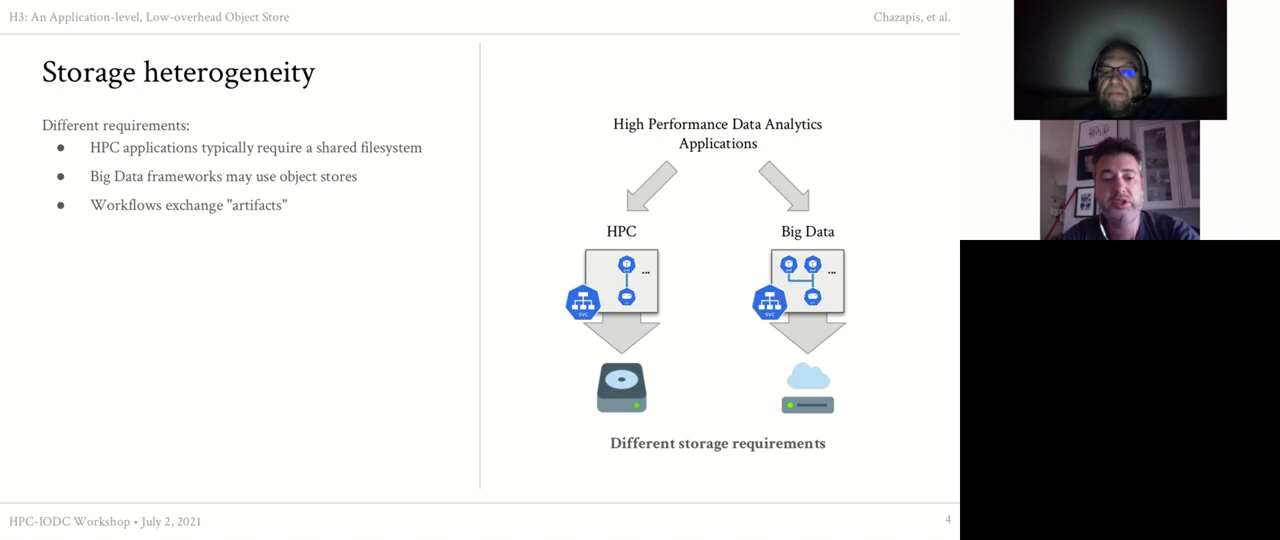 H3: An Application-level, Low-overhead Object Store
Chazapis, et al.
Storage heterogeneity
Different requirements:
● HPC applications typically require a shared filesystem
● Big Data frameworks may use object stores
● Workflows exchange "artifacts"
High Performance Data Analytics
Applications
HPC
Big Data
...
...
svc
svc
Different storage requirements
HPC-IODC Workshop • July 2, 2021
4